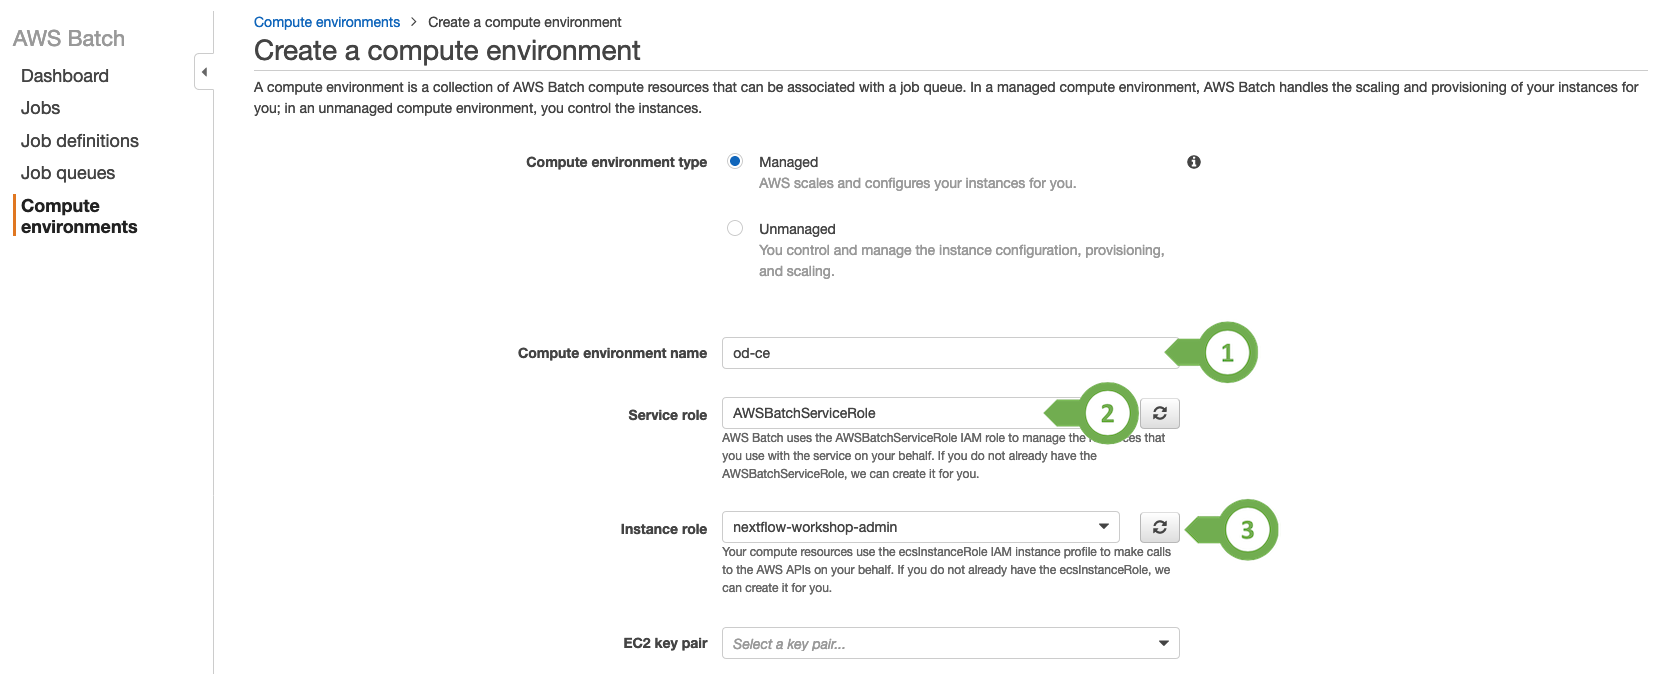 AWS Batch
Dashboard
Jobs
Job definitions
Job queues
Compute
environments
Compute environments > Create a compute environment
Create a compute environment
A compute environment is a collection of AWS Batch compute resources that can be associated with a job queue. In a managed compute environment, AWS Batch handles the scaling and provisioning of your instances for
you; in an unmanaged compute environment, you control the instances.
Compute environment type
Managed
AWS scales and configures your instances for you.
Unmanaged
You control and manage the instance configuration, provisioning,
and scaling.
Compute environment name
od-ce
1
Service role
AWSBatchServiceRole
2
AWS Batch uses the AWSBatchServiceRole IAM role to manage the that
you use with the service on your behalf. If you do not already have the
AWSBatchServiceRole, we can create it for you.
Instance role
nextflow-workshop-admin
3
Your compute resources use the ecsInstanceRole IAM instance profile to make calls
to the AWS APIs on your behalf. If you do not already have the ecsInstanceRole, we
can create it for you.
EC2 key pair
Select a key pair...